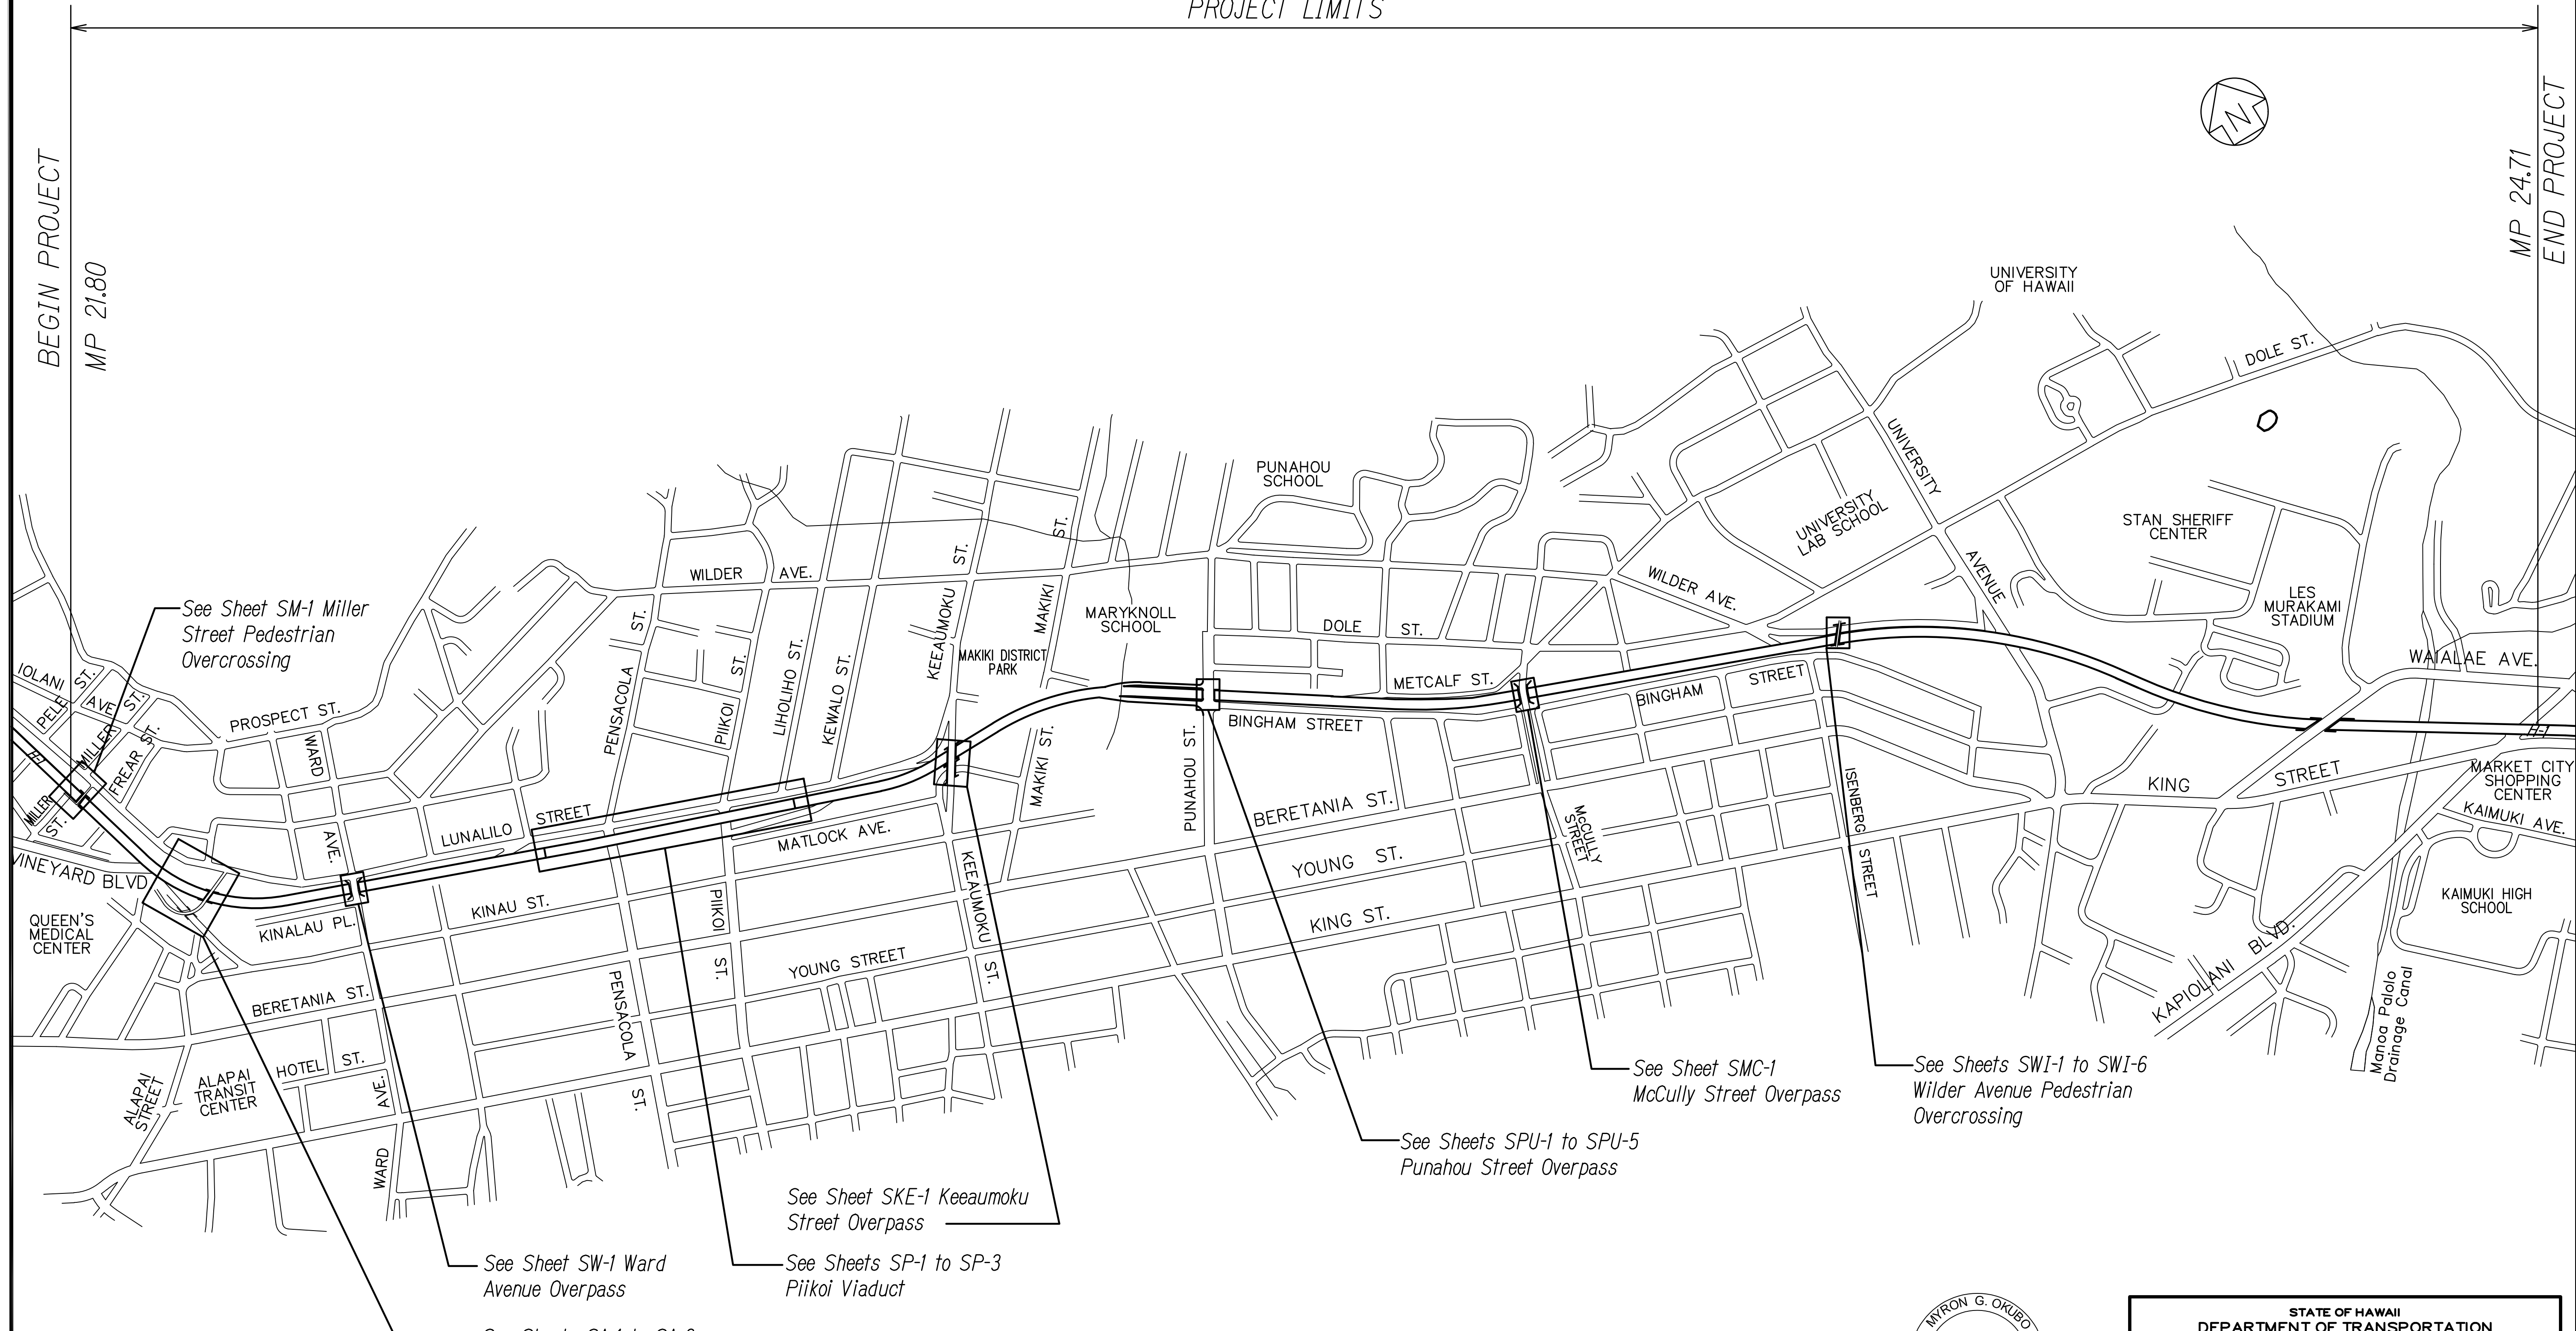 PROJECT LIMITS
BEGIN PROJECT
MP 21.80
MP 24.71
END PROJECT
N
UNIVERSITY
OF HAWAII
DOLE ST.
UNIVERSITY
AVENUE
PUNAHOU
SCHOOL
UNIVERSITY
LAB SCHOOL
STAN SHERIFF
CENTER
LES
MURAKAMI
STADIUM
WAIALAE AVE.
WILDER AVE.
WILDER AVE.
ST.
ST.
KEEAUMOKU
MAKIKI
MARYKNOLL
SCHOOL
MAKIKI DISTRICT
PARK
DOLE ST.
METCALF ST.
BINGHAM STREET
BINGHAM STREET
See Sheet SM-1 Miller
Street Pedestrian
Overcrossing
IOLANI
AVE.
PELE
ST.
MILLER
ST.
FREAR ST.
PROSPECT ST.
WARD
AVE.
H-1
MILLER
ST.
VINEYARD BLVD
QUEEN'S
MEDICAL
CENTER
KINALAU PL.
LUNALILO STREET
PENSACOLA
ST.
PIIKOI
ST.
LIHOLIHO ST.
KEWALO ST.
MATLOCK AVE.
KINAU ST.
MAKIKI ST.
PUNAHOU ST.
BERETANIA ST.
YOUNG ST.
KING ST.
McCULLY
STREET
ISENBERG
STREET
KING STREET
H-1
MARKET CITY
SHOPPING
CENTER
KAIMUKI AVE.
KAIMUKI HIGH
SCHOOL
KAPIOLANI BLVD.
Manoa Palolo
Drainage Canal
KEEAUMOKU
ST.
PIIKOI
ST.
YOUNG STREET
PENSACOLA
ST.
BERETANIA ST.
HOTEL ST.
ALAPAI
STREET
ALAPAI
TRANSIT
CENTER
AVE.
WARD
See Sheet SMC-1
McCully Street Overpass
See Sheets SWI-1 to SWI-6
Wilder Avenue Pedestrian
Overcrossing
See Sheets SPU-1 to SPU-5
Punahou Street Overpass
See Sheet SKE-1 Keeaumoku
Street Overpass
See Sheet SW-1 Ward
Avenue Overpass
See Sheets SP-1 to SP-3
Piikoi Viaduct
MYRON G. OKUBO
STATE OF HAWAII
DEPARTMENT OF TRANSPORTATION